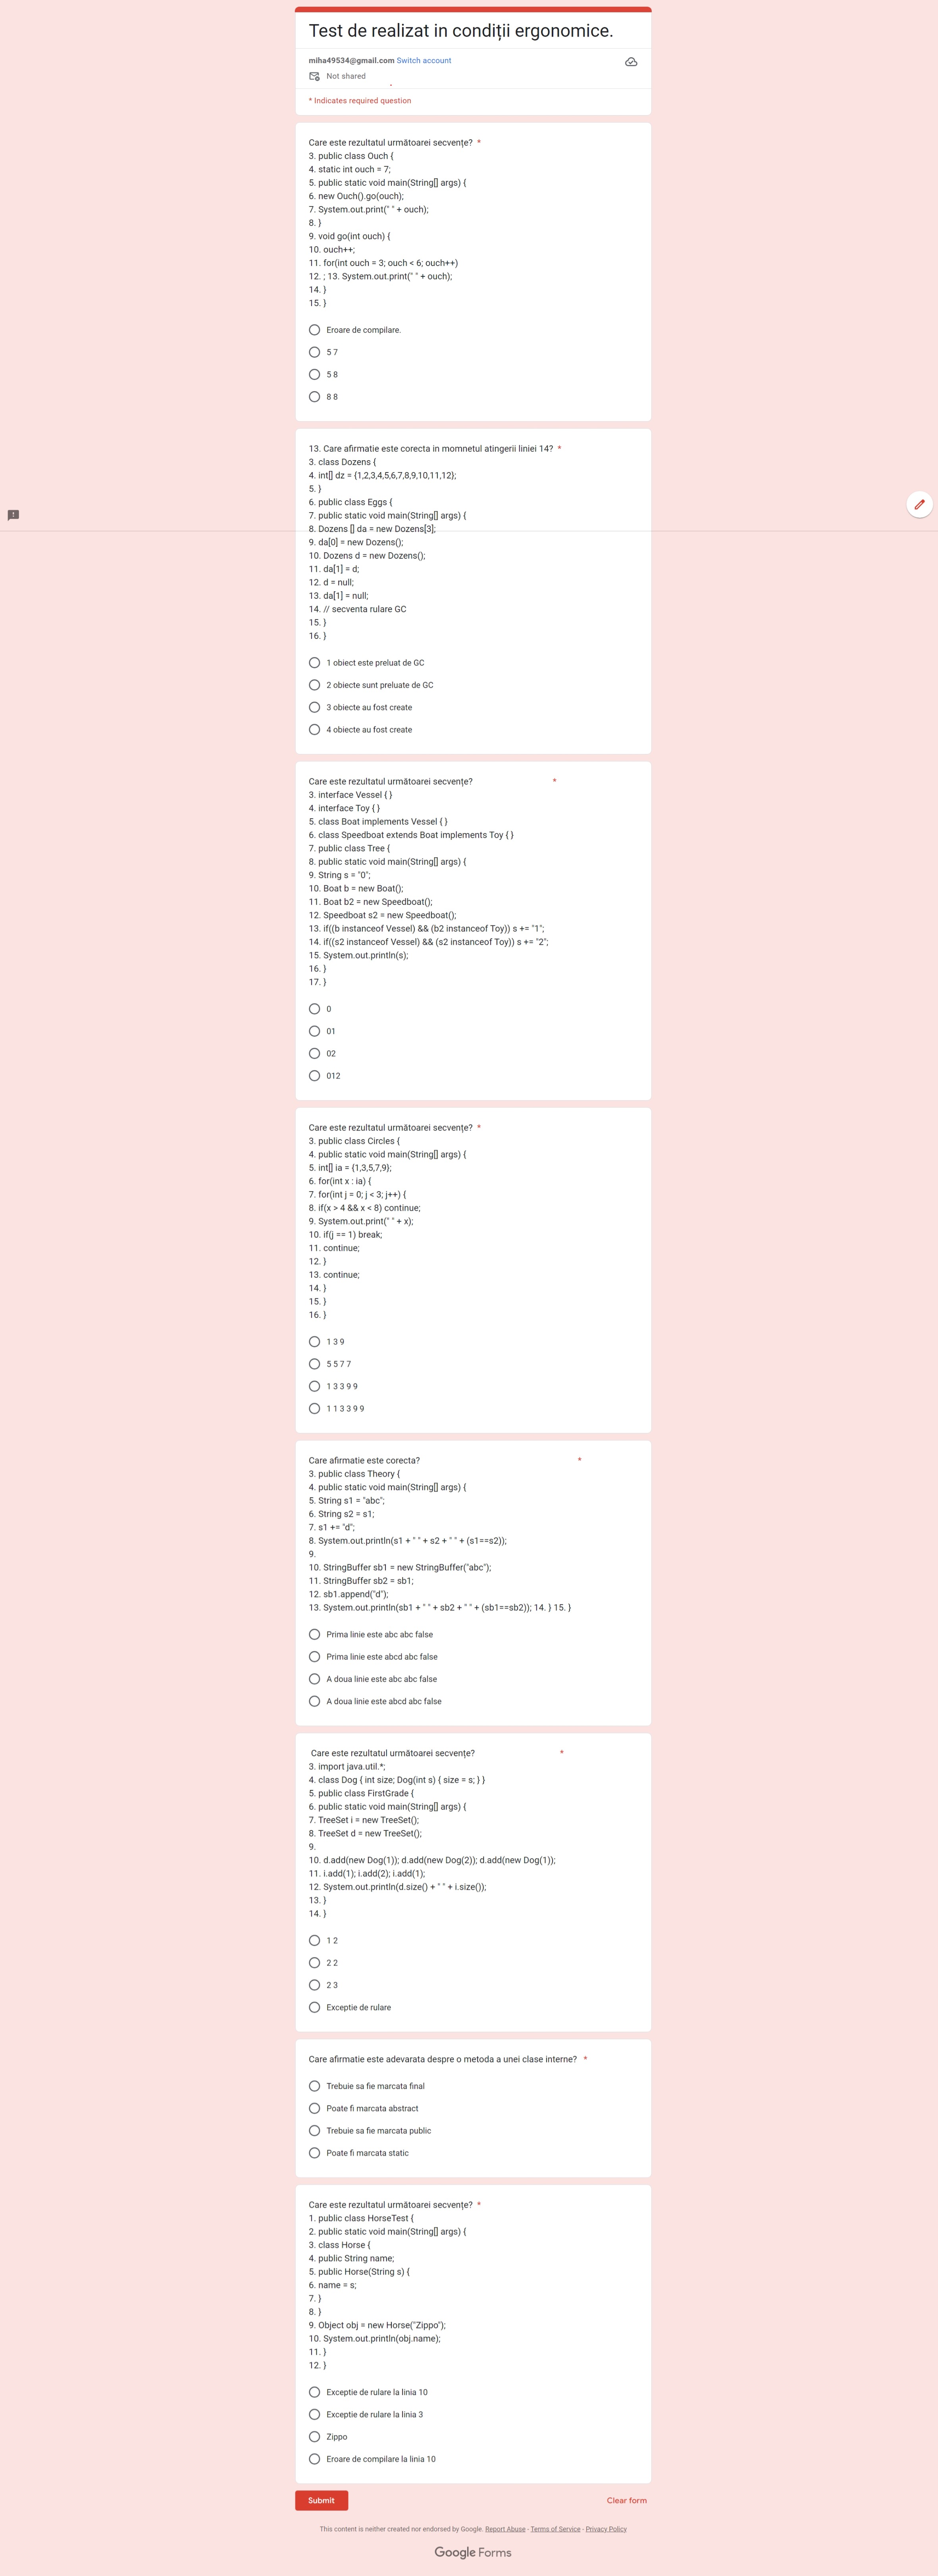 Test de realizat in condiții ergonomice.
miha49534@gmail.com Switch account
Not shared
* Indicates required question
Care este rezultatul următoarei secvențe? *
3. public class Ouch {
4. static int ouch = 7;
5. public static void main(String[] args) {
6. new Ouch().go(ouch);
7. System.out.print(" " + ouch);
8. }
9. void go(int ouch) {
10. ouch++;
11. for(int ouch = 3; ouch < 6; ouch++)
12. ; 13. System.out.print(" " + ouch);
14. }
15. }
Eroare de compilare.
5 7
5 8
8 8
13. Care afirmatie este corecta in momnetul atingerii liniei 14? *
3. class Dozens {
4. int[] dz = {1,2,3,4,5,6,7,8,9,10,11,12};
5. }
6. public class Eggs {
7. public static void main(String[] args) {
8. Dozens [] da = new Dozens[3];
9. da[0] = new Dozens();
10. Dozens d = new Dozens();
11. da[1] = d;
12. d = null;
13. da[1] = null;
14. // secventa rulare GC
15. }
16. }
1 obiect este preluat de GC
2 obiecte sunt preluate de GC
3 obiecte au fost create
4 obiecte au fost create
Care este rezultatul următoarei secvențe? *
3. interface Vessel { }
4. interface Toy { }
5. class Boat implements Vessel { }
6. class Speedboat extends Boat implements Toy { }
7. public class Tree {
8. public static void main(String[] args) {
9. String s = "0";
10. Boat b = new Boat();
11. Boat b2 = new Speedboat();
12. Speedboat s2 = new Speedboat();
13. if((b instanceof Vessel) && (b2 instanceof Toy)) s += "1";
14. if((s2 instanceof Vessel) && (s2 instanceof Toy)) s += "2";
15. System.out.println(s);
16. }
17. }
0
01
02
012
Care este rezultatul următoarei secvențe? *
3. public class Circles {
4. public static void main(String[] args) {
5. int[] ia = {1,3,5,7,9};
6. for(int x : ia) {
7. for(int j = 0; j < 3; j++) {
8. if(x > 4 && x < 8) continue;
9. System.out.print(" " + x);
10. if(j == 1) break;
11. continue;
12. }
13. continue;
14. }
15. }
16. }
1 3 9
5 5 7 7
1 3 3 9 9
1 1 3 3 9 9
Care afirmatie este corecta? *
3. public class Theory {
4. public static void main(String[] args) {
5. String s1 = "abc";
6. String s2 = s1;
7. s1 += "d";
8. System.out.println(s1 + " " + s2 + " " + (s1==s2));
9.
10. StringBuffer sb1 = new StringBuffer("abc");
11. StringBuffer sb2 = sb1;
12. sb1.append("d");
13. System.out.println(sb1 + " " + sb2 + " " + (sb1==sb2)); 14. } 15. }
Prima linie este abc abc false
Prima linie este abcd abc false
A doua linie este abc abc false
A doua linie este abcd abc false
Care este rezultatul următoarei secvențe? *
3. import java.util.*;
4. class Dog { int size; Dog(int s) { size = s; } }
5. public class FirstGrade {
6. public static void main(String[] args) {
7. TreeSet i = new TreeSet();
8. TreeSet d = new TreeSet();
9.
10. d.add(new Dog(1)); d.add(new Dog(2)); d.add(new Dog(1));
11. i.add(1); i.add(2); i.add(1);
12. System.out.println(d.size() + " " + i.size());
13. }
14. }
1 2
2 2
2 3
Exceptie de rulare
Care afirmatie este adevarata despre o metoda a unei clase interne? *
Trebuie sa fie marcata final
Poate fi marcata abstract
Trebuie sa fie marcata public
Poate fi marcata static
Care este rezultatul următoarei secvențe? *
1. public class HorseTest {
2. public static void main(String[] args) {
3. class Horse {
4. public String name;
5. public Horse(String s) {
6. name = s;
7. }
8. }
9. Object obj = new Horse("Zippo");
10. System.out.println(obj.name);
11. }
12. }
Exceptie de rulare la linia 10
Exceptie de rulare la linia 3
Zippo
Eroare de compilare la linia 10
Submit
Clear form
This content is neither created nor endorsed by Google. Report Abuse - Terms of Service - Privacy Policy
Google Forms